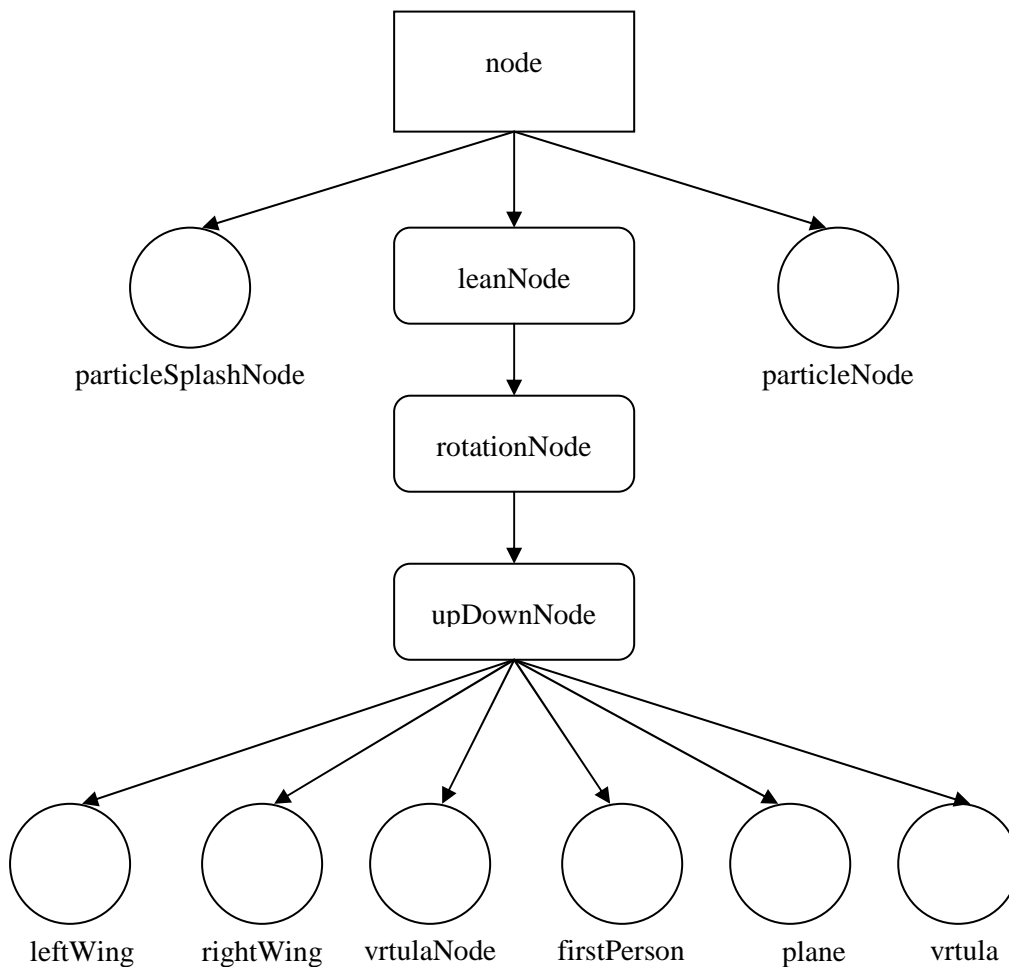 node
leanNode
particleSplashNode
particleNode
rotationNode
upDownNode
leftWing
rightWing
vrtulaNode
firstPerson
plane
vrtula